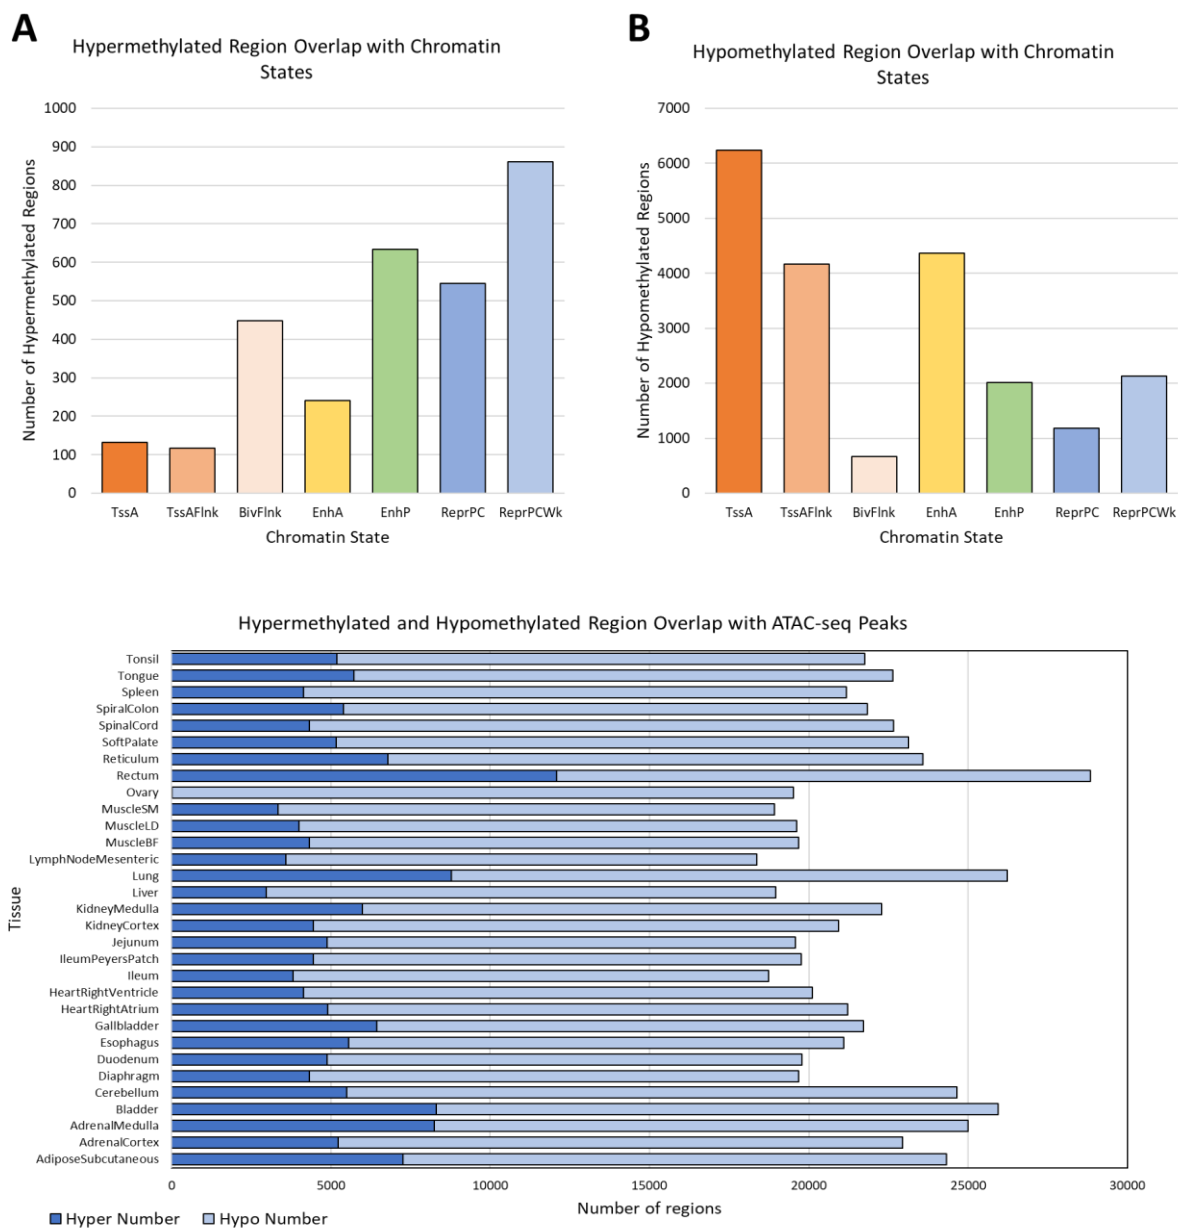 A
Hypermethylated Region Overlap with Chromatin
States
Number of Hypermethylated Regions
1000
900
800
700
600
500
400
300
200
100
0
TssA TssAFlnk BivFlnk EnhA EnhP ReprPC ReprPCWk
Chromatin State
B
Hypomethylated Region Overlap with Chromatin
States
Number of Hypomethylated Regions
7000
6000
5000
4000
3000
2000
1000
0
TssA TssAFlnk BivFlnk EnhA EnhP ReprPC ReprPCWk
Chromatin State
Hypermethylated and Hypomethylated Region Overlap with ATAC-seq Peaks
Tissue
Tonsil
Tongue
Spleen
SpiralColon
SpinalCord
SoftPalate
Reticulum
Rectum
Ovary
MuscleSM
MuscleLD
MuscleBF
LymphNodeMesenteric
Lung
Liver
KidneyMedulla
KidneyCortex
Jejunum
IleumPeyersPatch
Ileum
HeartRightVentricle
HeartRightAtrium
Gallbladder
Esophagus
Duodenum
Diaphragm
Cerebellum
Bladder
AdrenalMedulla
AdrenalCortex
AdiposeSubcutaneous
0 5000 10000 15000 20000 25000 30000
Number of regions
Hyper Number Hypo Number